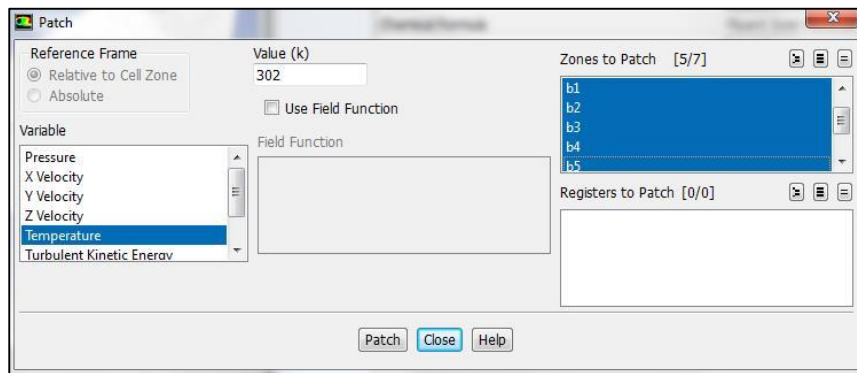 Patch
Reference Frame
Relative to Cell Zone
Absolute
Variable
Pressure
X Velocity
Y Velocity
Z Velocity
Temperature
Turbulent Kinetic Energy
Value (k)
302
Use Field Function
Field Function
Zones to Patch [5/7]
b1
b2
b3
b4
b5
Registers to Patch [0/0]
Patch Close Help